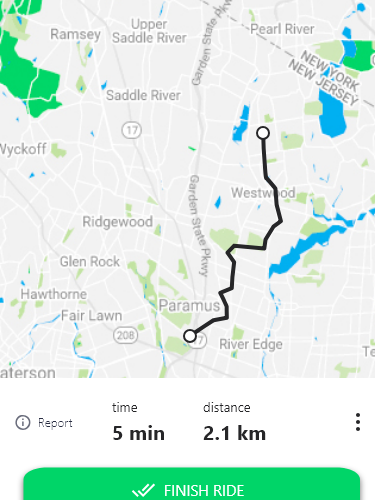 Upper
Saddle River
Ramsey
Garden State Pkwy
Pearl River
NEW YORK
NEW JERSEY
Saddle River
17
Wyckoff
Garden State Pkwy
Westwood
Ridgewood
Glen Rock
Hawthorne
Paramus
Fair Lawn
208
River Edge
Te
aterson
Report
time
5 min
distance
2.1 km
FINISH RIDE